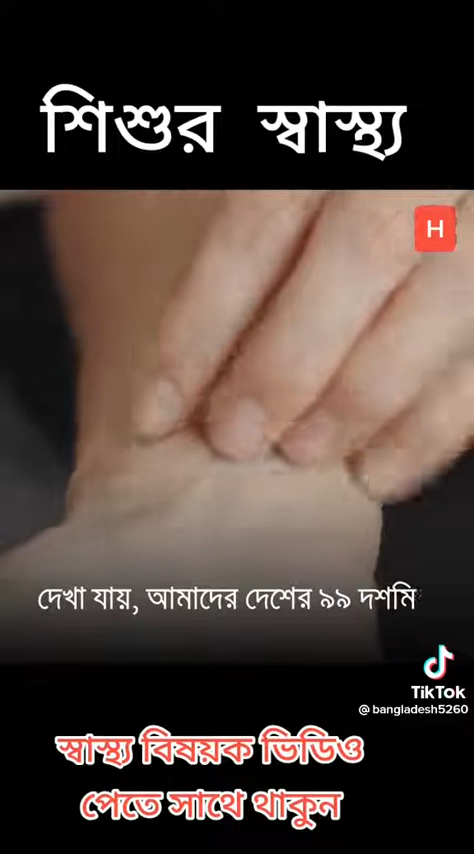 শিশুর স্বাস্থ্য
H
দেখা যায়, আমাদের দেশের ৯৯ দশমি
TikTok
@ bangladesh5260
স্বাস্থ্য বিষয়ক ভিডিও
পেতে সাথে থাকুন